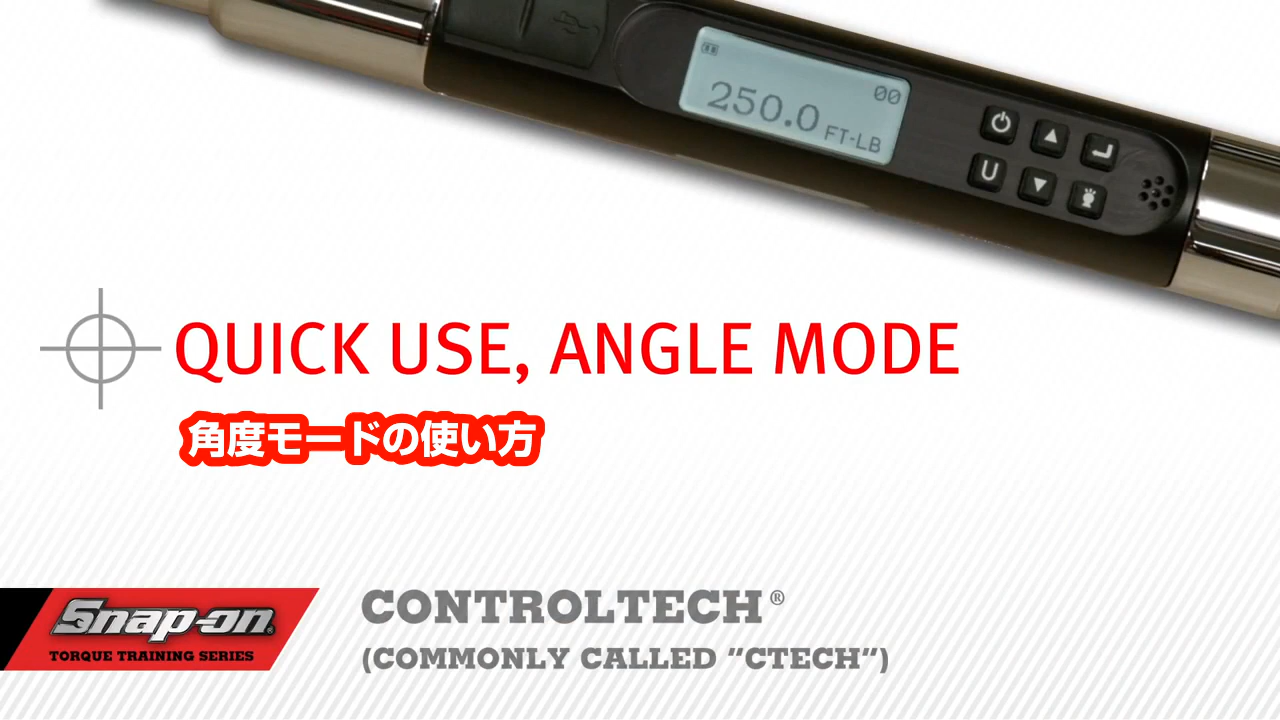 00
250.0 FT-LB
U
QUICK USE, ANGLE MODE
角度モードの使い方
Snap-on®
TORQUE TRAINING SERIES
CONTROLTECH®
(COMMONLY CALLED "CTECH")